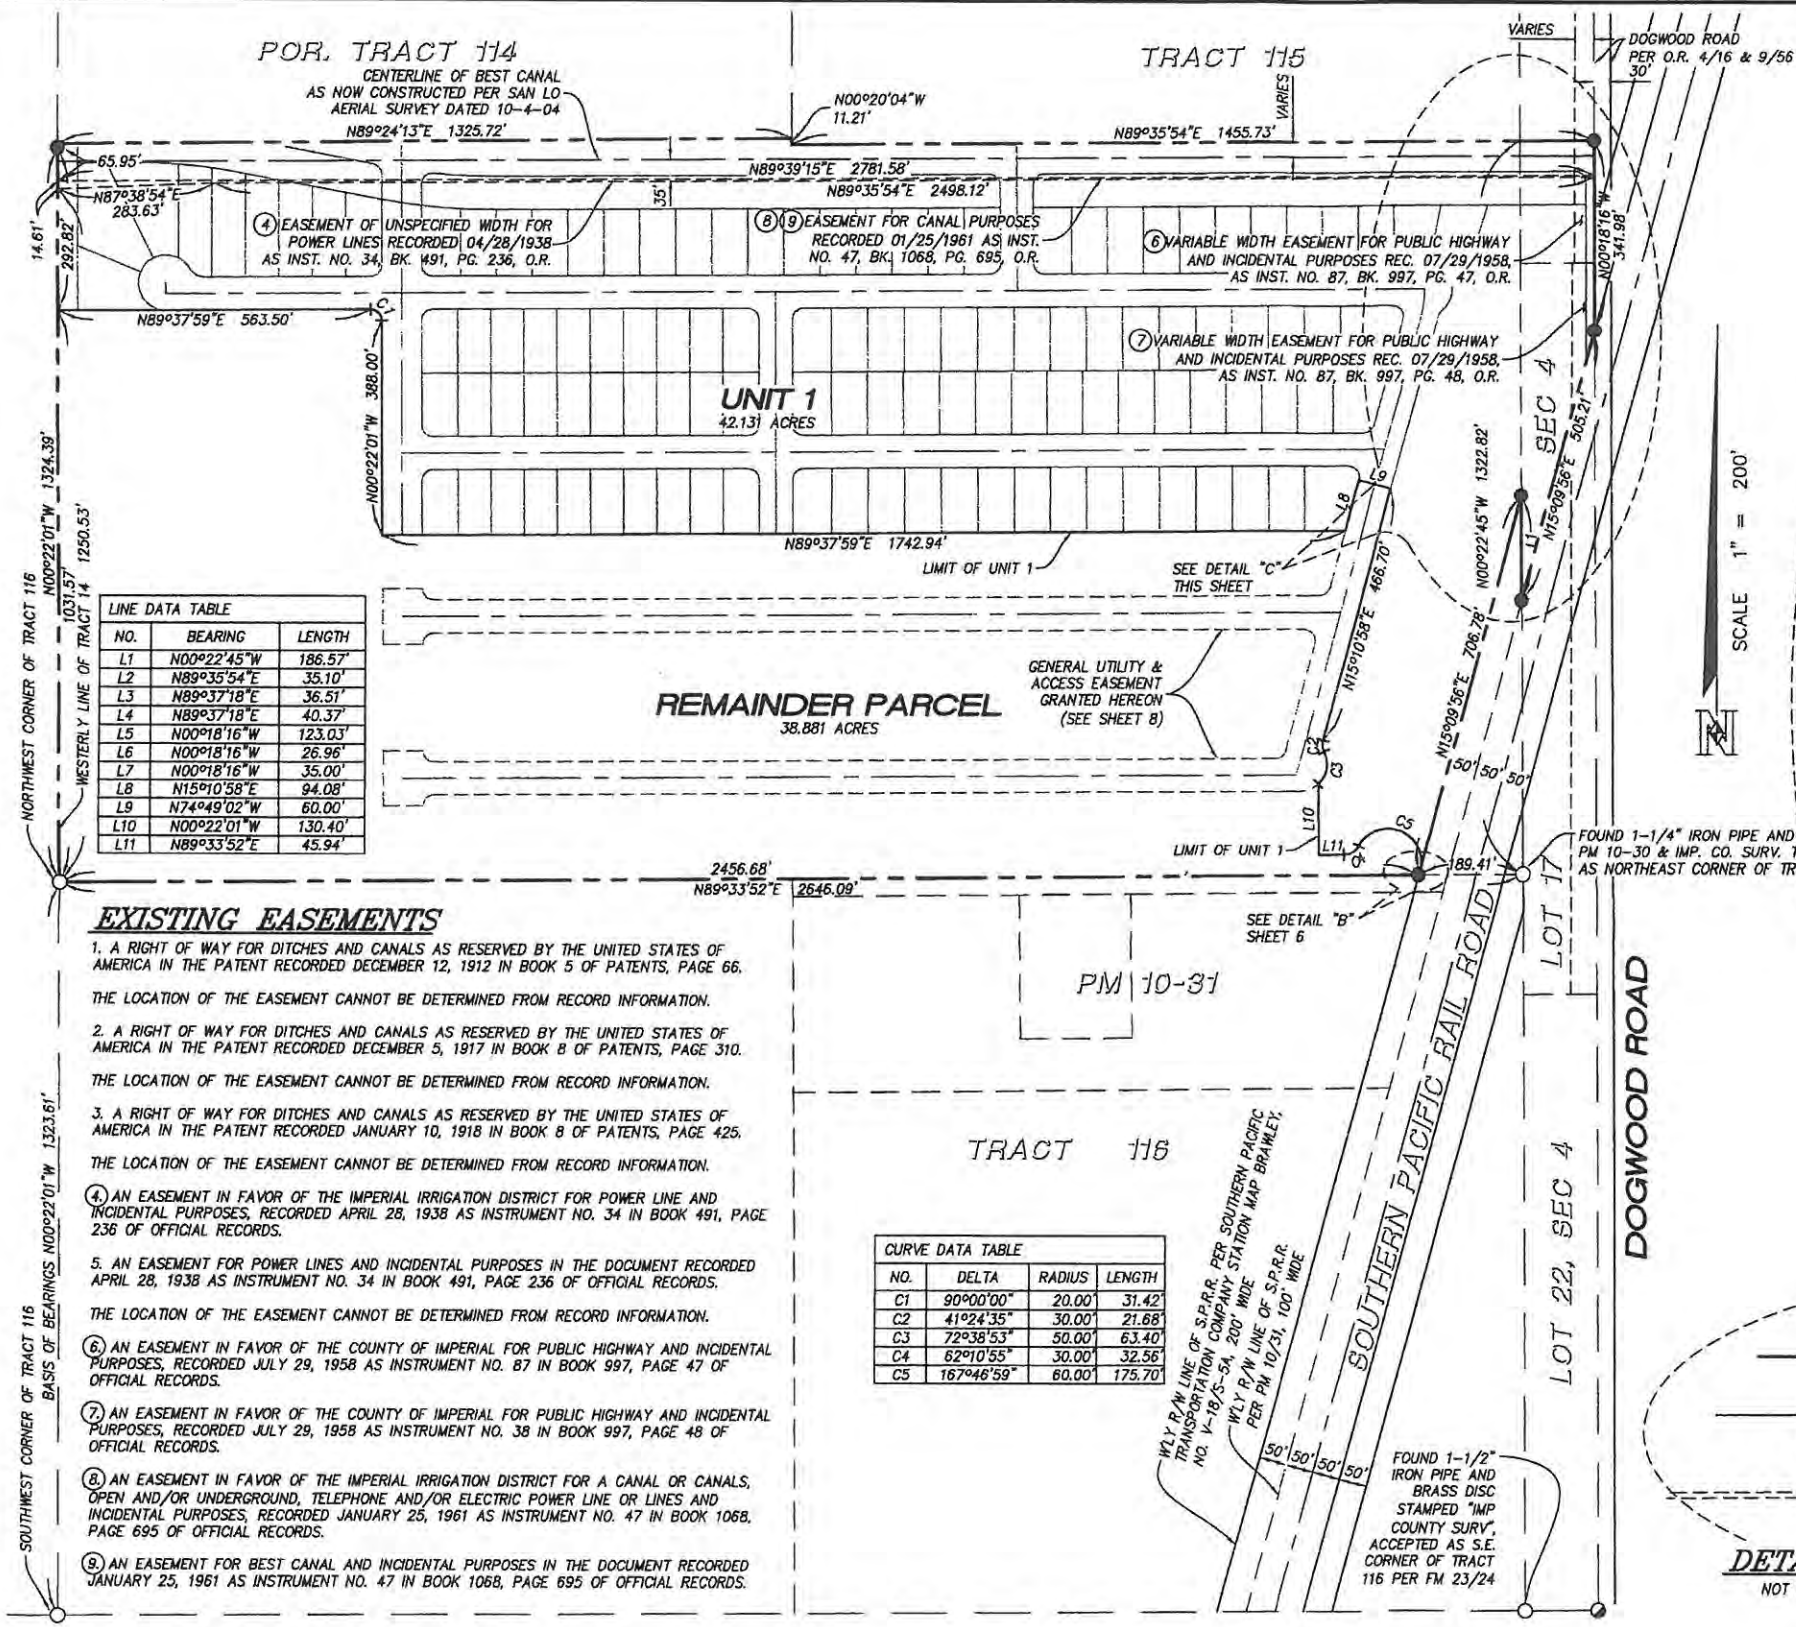 POR. TRACT 114
CENTERLINE OF BEST CANAL
AS NOW CONSTRUCTED PER SAN LO
AERIAL SURVEY DATED 10-4-04
N89°24'13"E 1325.72'
N00°20'04"W
11.21'
TRACT 115
VARIES
N89°35'54"E 1455.73'
VARIES
DOGWOOD ROAD
PER O.R. 4/16 & 9/56
30'
65.95'
N87°38'54"E
283.63'
14.61'
292.82'
N89°39'15"E 2781.58'
N89°35'54"E 2498.12'
35'
④ EASEMENT OF UNSPECIFIED WIDTH FOR
POWER LINES RECORDED 04/28/1938
AS INST. NO. 34, BK. 491, PG. 236, O.R.
⑧⑨ EASEMENT FOR CANAL PURPOSES
RECORDED 01/25/1961 AS INST.
NO. 47, BK. 1068, PG. 695, O.R.
⑥ VARIABLE WIDTH EASEMENT FOR PUBLIC HIGHWAY
AND INCIDENTAL PURPOSES REC. 07/29/1958,
AS INST. NO. 87, BK. 997, PG. 47, O.R.
N00°18'16"W
341.98'
N89°37'59"E 563.50'
C1
⑦ VARIABLE WIDTH EASEMENT FOR PUBLIC HIGHWAY
AND INCIDENTAL PURPOSES REC. 07/29/1958,
AS INST. NO. 87, BK. 997, PG. 48, O.R.
N00°22'01"W 388.00'
UNIT 1
42.131 ACRES
SEC 4
N15°09'56"E 505.21'
N00°22'45"W 1322.82'
L1
L9
L8
N89°37'59"E 1742.94'
LIMIT OF UNIT 1
SEE DETAIL "C"
THIS SHEET
N15°10'58"E 466.70'
N15°09'56"E 706.78'
SCALE 1" = 200'
N
NORTHWEST CORNER OF TRACT 116
N00°22'01"W 1324.39'
1031.57'
WESTERLY LINE OF TRACT 14 1250.53'
LINE DATA TABLE
NO. BEARING LENGTH
L1 N00°22'45"W 186.57'
L2 N89°35'54"E 35.10'
L3 N89°37'18"E 36.51'
L4 N89°37'18"E 40.37'
L5 N00°18'16"W 123.03'
L6 N00°18'16"W 26.96'
L7 N00°18'16"W 35.00'
L8 N15°10'58"E 94.08'
L9 N74°49'02"W 60.00'
L10 N00°22'01"W 130.40'
L11 N89°33'52"E 45.94'
GENERAL UTILITY &
ACCESS EASEMENT
GRANTED HEREON
(SEE SHEET 8)
REMAINDER PARCEL
38.881 ACRES
C2
C3
L10
L11
C4
C5
50' 50' 50'
LIMIT OF UNIT 1
189.41'
FOUND 1-1/4" IRON PIPE AND
PM 10-30 & IMP. CO. SURV. T
AS NORTHEAST CORNER OF TR
2456.68'
N89°33'52"E 2646.09'
SEE DETAIL "B"
SHEET 6
LOT 17
PM 10-31
TRACT 116
SOUTHERN PACIFIC RAIL ROAD
LOT 22, SEC 4
DOGWOOD ROAD
EXISTING EASEMENTS
1. A RIGHT OF WAY FOR DITCHES AND CANALS AS RESERVED BY THE UNITED STATES OF
AMERICA IN THE PATENT RECORDED DECEMBER 12, 1912 IN BOOK 5 OF PATENTS, PAGE 66.
THE LOCATION OF THE EASEMENT CANNOT BE DETERMINED FROM RECORD INFORMATION.
2. A RIGHT OF WAY FOR DITCHES AND CANALS AS RESERVED BY THE UNITED STATES OF
AMERICA IN THE PATENT RECORDED DECEMBER 5, 1917 IN BOOK 8 OF PATENTS, PAGE 310.
THE LOCATION OF THE EASEMENT CANNOT BE DETERMINED FROM RECORD INFORMATION.
3. A RIGHT OF WAY FOR DITCHES AND CANALS AS RESERVED BY THE UNITED STATES OF
AMERICA IN THE PATENT RECORDED JANUARY 10, 1918 IN BOOK 8 OF PATENTS, PAGE 425.
THE LOCATION OF THE EASEMENT CANNOT BE DETERMINED FROM RECORD INFORMATION.
④. AN EASEMENT IN FAVOR OF THE IMPERIAL IRRIGATION DISTRICT FOR POWER LINE AND
INCIDENTAL PURPOSES, RECORDED APRIL 28, 1938 AS INSTRUMENT NO. 34 IN BOOK 491, PAGE
236 OF OFFICIAL RECORDS.
5. AN EASEMENT FOR POWER LINES AND INCIDENTAL PURPOSES IN THE DOCUMENT RECORDED
APRIL 28, 1938 AS INSTRUMENT NO. 34 IN BOOK 491, PAGE 236 OF OFFICIAL RECORDS.
THE LOCATION OF THE EASEMENT CANNOT BE DETERMINED FROM RECORD INFORMATION.
⑥. AN EASEMENT IN FAVOR OF THE COUNTY OF IMPERIAL FOR PUBLIC HIGHWAY AND INCIDENTAL
PURPOSES, RECORDED JULY 29, 1958 AS INSTRUMENT NO. 87 IN BOOK 997, PAGE 47 OF
OFFICIAL RECORDS.
⑦. AN EASEMENT IN FAVOR OF THE COUNTY OF IMPERIAL FOR PUBLIC HIGHWAY AND INCIDENTAL
PURPOSES, RECORDED JULY 29, 1958 AS INSTRUMENT NO. 38 IN BOOK 997, PAGE 48 OF
OFFICIAL RECORDS.
⑧. AN EASEMENT IN FAVOR OF THE IMPERIAL IRRIGATION DISTRICT FOR A CANAL OR CANALS,
OPEN AND/OR UNDERGROUND, TELEPHONE AND/OR ELECTRIC POWER LINE OR LINES AND
INCIDENTAL PURPOSES, RECORDED JANUARY 25, 1961 AS INSTRUMENT NO. 47 IN BOOK 1068,
PAGE 695 OF OFFICIAL RECORDS.
⑨. AN EASEMENT FOR BEST CANAL AND INCIDENTAL PURPOSES IN THE DOCUMENT RECORDED
JANUARY 25, 1961 AS INSTRUMENT NO. 47 IN BOOK 1068, PAGE 695 OF OFFICIAL RECORDS.
SOUTHWEST CORNER OF TRACT 116
BASIS OF BEARINGS N00°22'01"W 1323.61'
CURVE DATA TABLE
NO. DELTA RADIUS LENGTH
C1 90°00'00" 20.00' 31.42'
C2 41°24'35" 30.00' 21.68'
C3 72°38'53" 50.00' 63.40'
C4 62°10'55" 30.00' 32.56'
C5 167°46'59" 60.00' 175.70'
W'LY R/W LINE OF S.P.R.R. PER SOUTHERN PACIFIC
TRANSPORTATION COMPANY STATION MAP BRAWLEY,
NO. V-18/S-5A, 200' WIDE
W'LY R/W LINE OF S.P.R.R.
PER PM 10/31, 100' WIDE
50' 50' 50' 50'
FOUND 1-1/2"
IRON PIPE AND
BRASS DISC
STAMPED "IMP
COUNTY SURV",
ACCEPTED AS S.E.
CORNER OF TRACT
116 PER FM 23/24
DETA
NOT